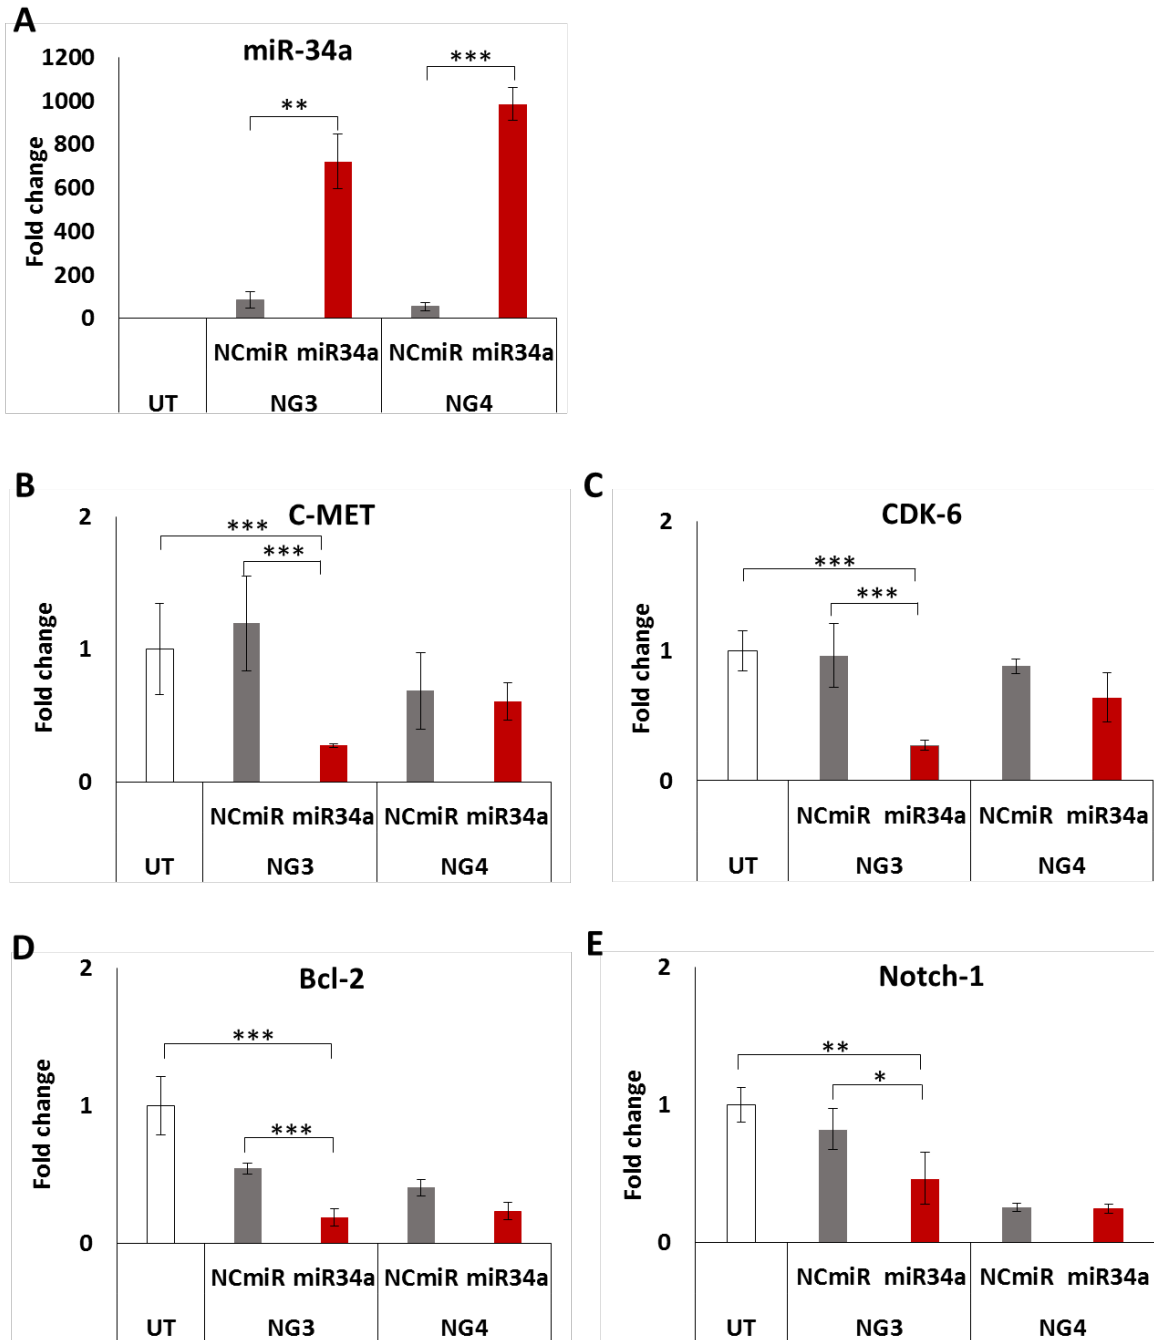 A
miR-34a
1200
1000
800
600
400
200
0
Fold change
**
***
NCmiR miR34a NCmiR miR34a
UT NG3 NG4
B
C-MET
2
1
0
Fold change
***
***
NCmiR miR34a NCmiR miR34a
UT NG3 NG4
C
CDK-6
2
1
0
Fold change
***
***
NCmiR miR34a NCmiR miR34a
UT NG3 NG4
D
Bcl-2
2
1
0
Fold change
***
***
NCmiR miR34a NCmiR miR34a
UT NG3 NG4
E
Notch-1
2
1
0
Fold change
**
*
NCmiR miR34a NCmiR miR34a
UT NG3 NG4